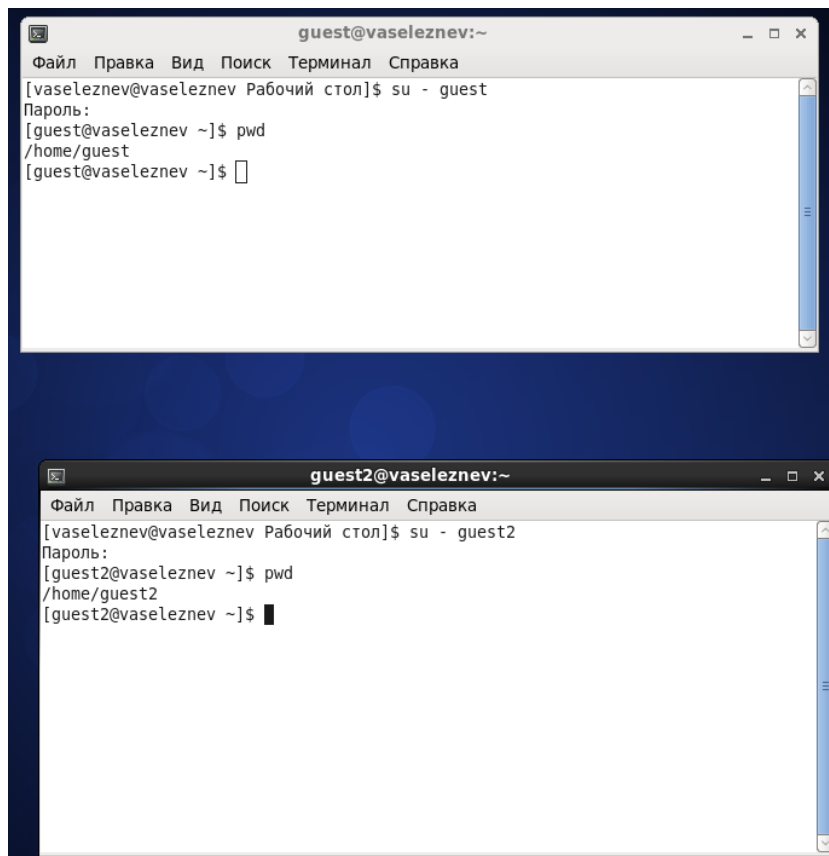 guest@vaseleznev:~
Файл Правка Вид Поиск Терминал Справка
[vaseleznev@vaseleznev Рабочий стол]$ su - guest
Пароль:
[guest@vaseleznev ~]$ pwd
/home/guest
[guest@vaseleznev ~]$
guest2@vaseleznev:~
Файл Правка Вид Поиск Терминал Справка
[vaseleznev@vaseleznev Рабочий стол]$ su - guest2
Пароль:
[guest2@vaseleznev ~]$ pwd
/home/guest2
[guest2@vaseleznev ~]$